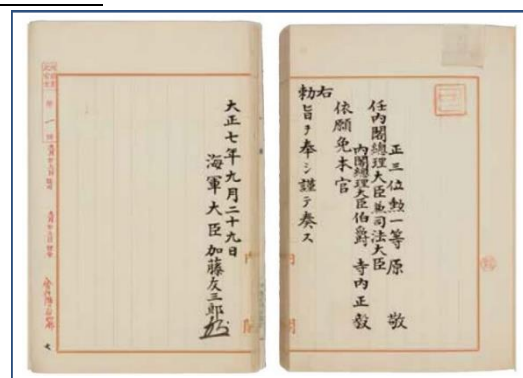 正三位勲一等原　敬
任内閣總理大臣兼司法大臣
内閣總理大臣伯爵　寺内正毅
依願免本官
右
勅旨ヲ奉シ謹テ奏ス
大正七年九月二十九日
海軍大臣加藤友三郎